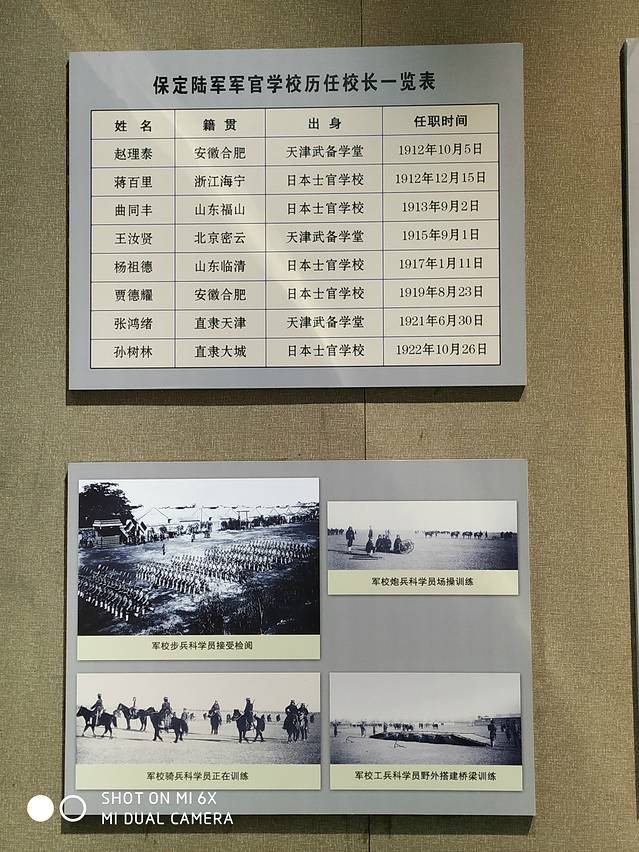 保定陆军军官学校历任校长一览表
姓 名 籍 贯 出 身 任职时间
赵理泰 安徽合肥 天津武备学堂 1912年10月5日
蒋百里 浙江海宁 日本士官学校 1912年12月15日
曲同丰 山东福山 日本士官学校 1913年9月2日
王汝贤 北京密云 天津武备学堂 1915年9月1日
杨祖德 山东临清 日本士官学校 1917年1月11日
贾德耀 安徽合肥 日本士官学校 1919年8月23日
张鸿绪 直隶天津 天津武备学堂 1921年6月30日
孙树林 直隶大城 日本士官学校 1922年10月26日
军校步兵科学员接受检阅
军校炮兵科学员场操训练
军校骑兵科学员正在训练
军校工兵科学员野外搭建桥梁训练
SHOT ON MI 6X
MI DUAL CAMERA